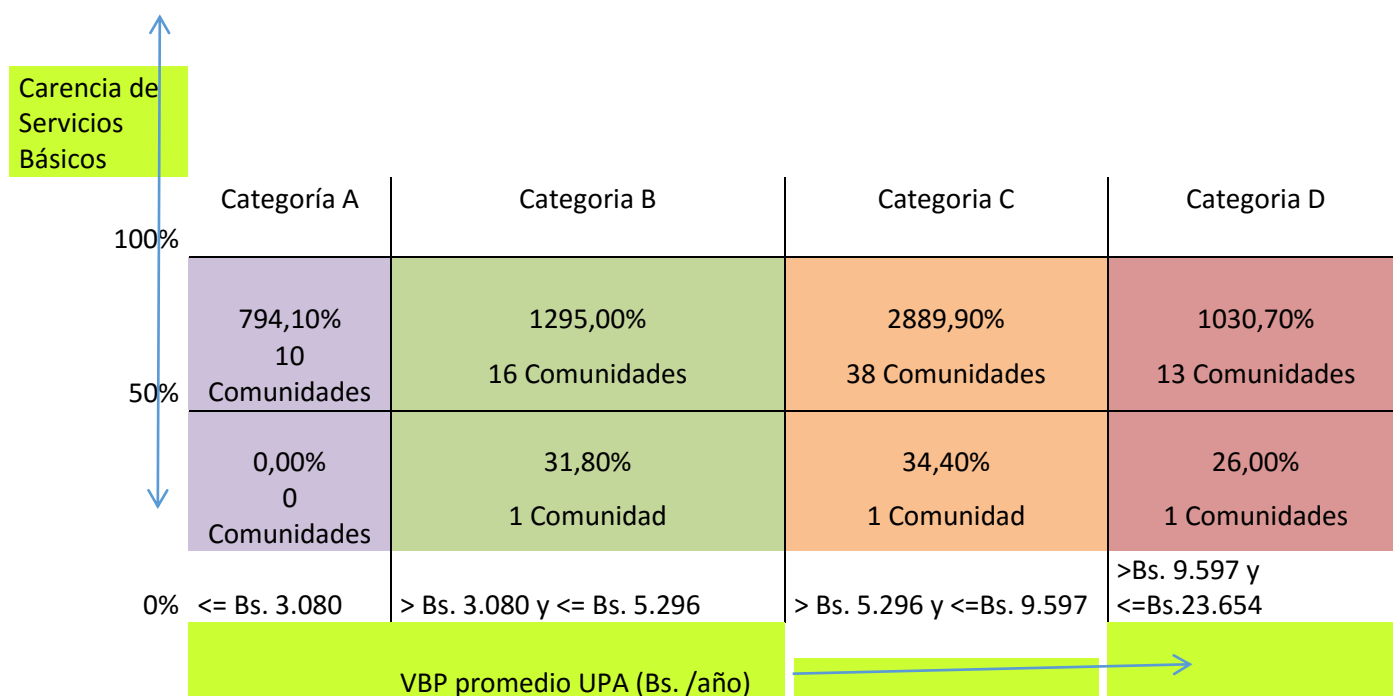 Carencia de
Servicios
Básicos
Categoría A
Categoria B
Categoria C
Categoria D
100%
794,10%
10
Comunidades
1295,00%
16 Comunidades
2889,90%
38 Comunidades
1030,70%
13 Comunidades
50%
0,00%
0
Comunidades
31,80%
1 Comunidad
34,40%
1 Comunidad
26,00%
1 Comunidades
0%
<= Bs. 3.080
> Bs. 3.080 y <= Bs. 5.296
> Bs. 5.296 y <=Bs. 9.597
>Bs. 9.597 y
<=Bs.23.654
VBP promedio UPA (Bs. /año)